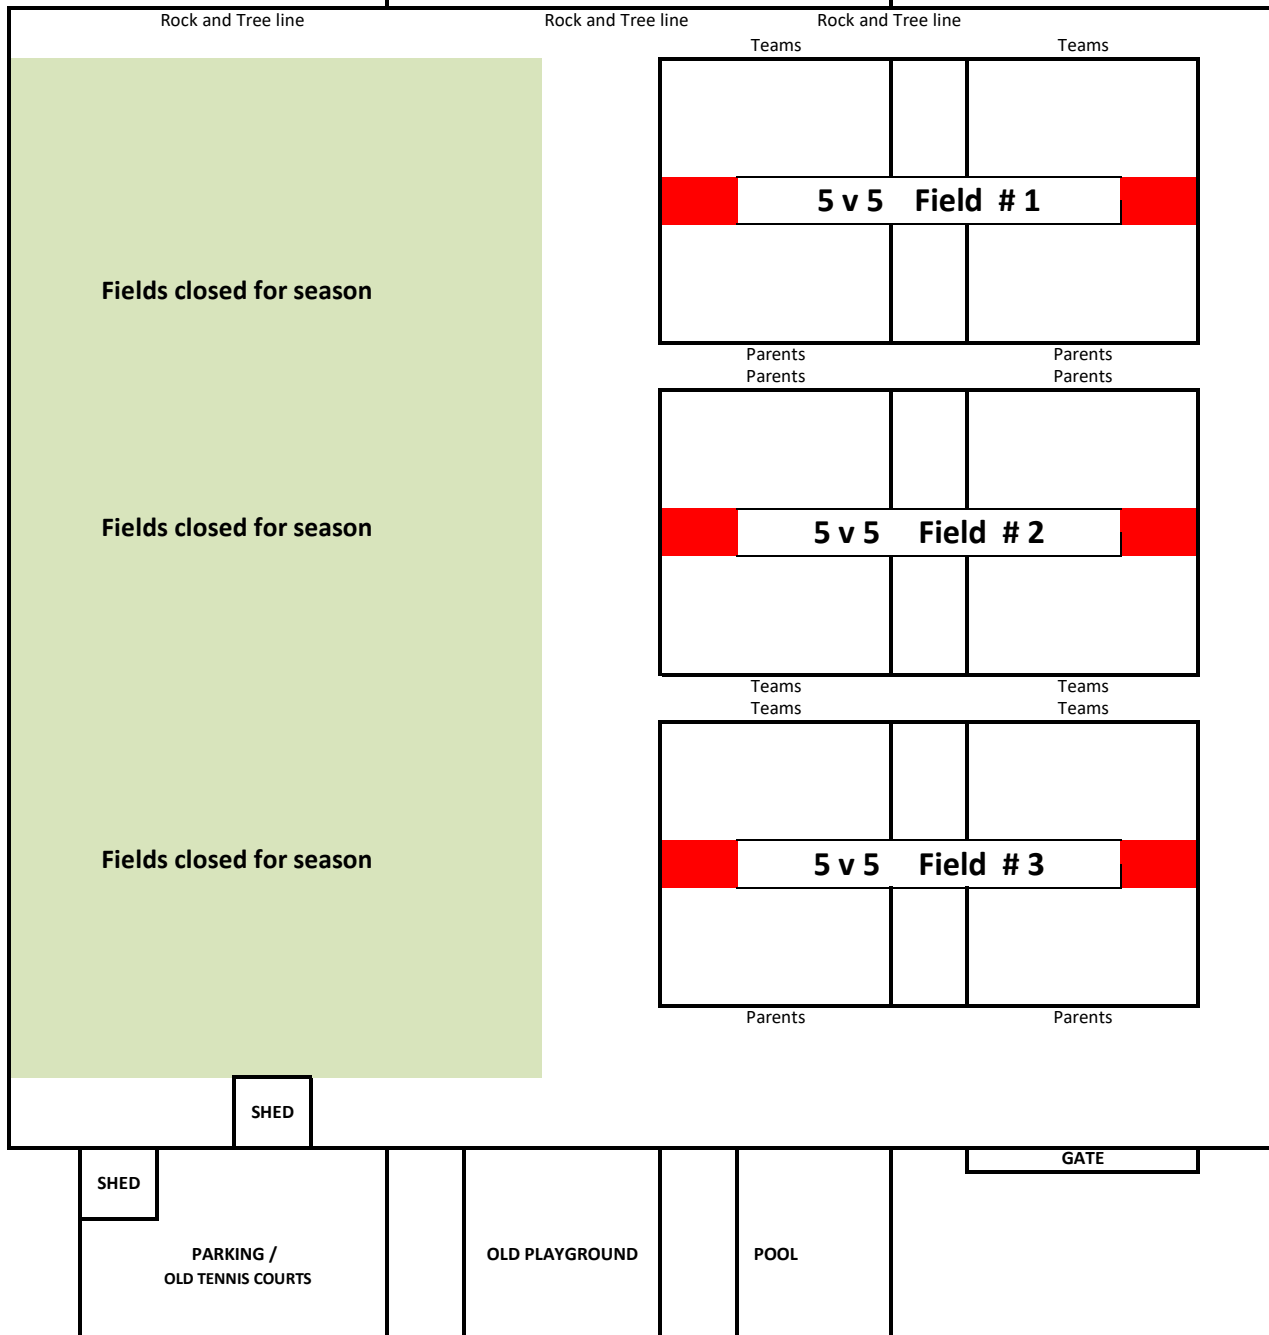 Rock and Tree line Rock and Tree line Rock and Tree line
Teams Teams
5 v 5 Field # 1
Fields closed for season
Parents Parents
Parents Parents
Fields closed for season
5 v 5 Field # 2
Teams Teams
Teams Teams
Fields closed for season
5 v 5 Field # 3
Parents Parents
SHED
GATE
SHED
PARKING / OLD PLAYGROUND POOL
OLD TENNIS COURTS